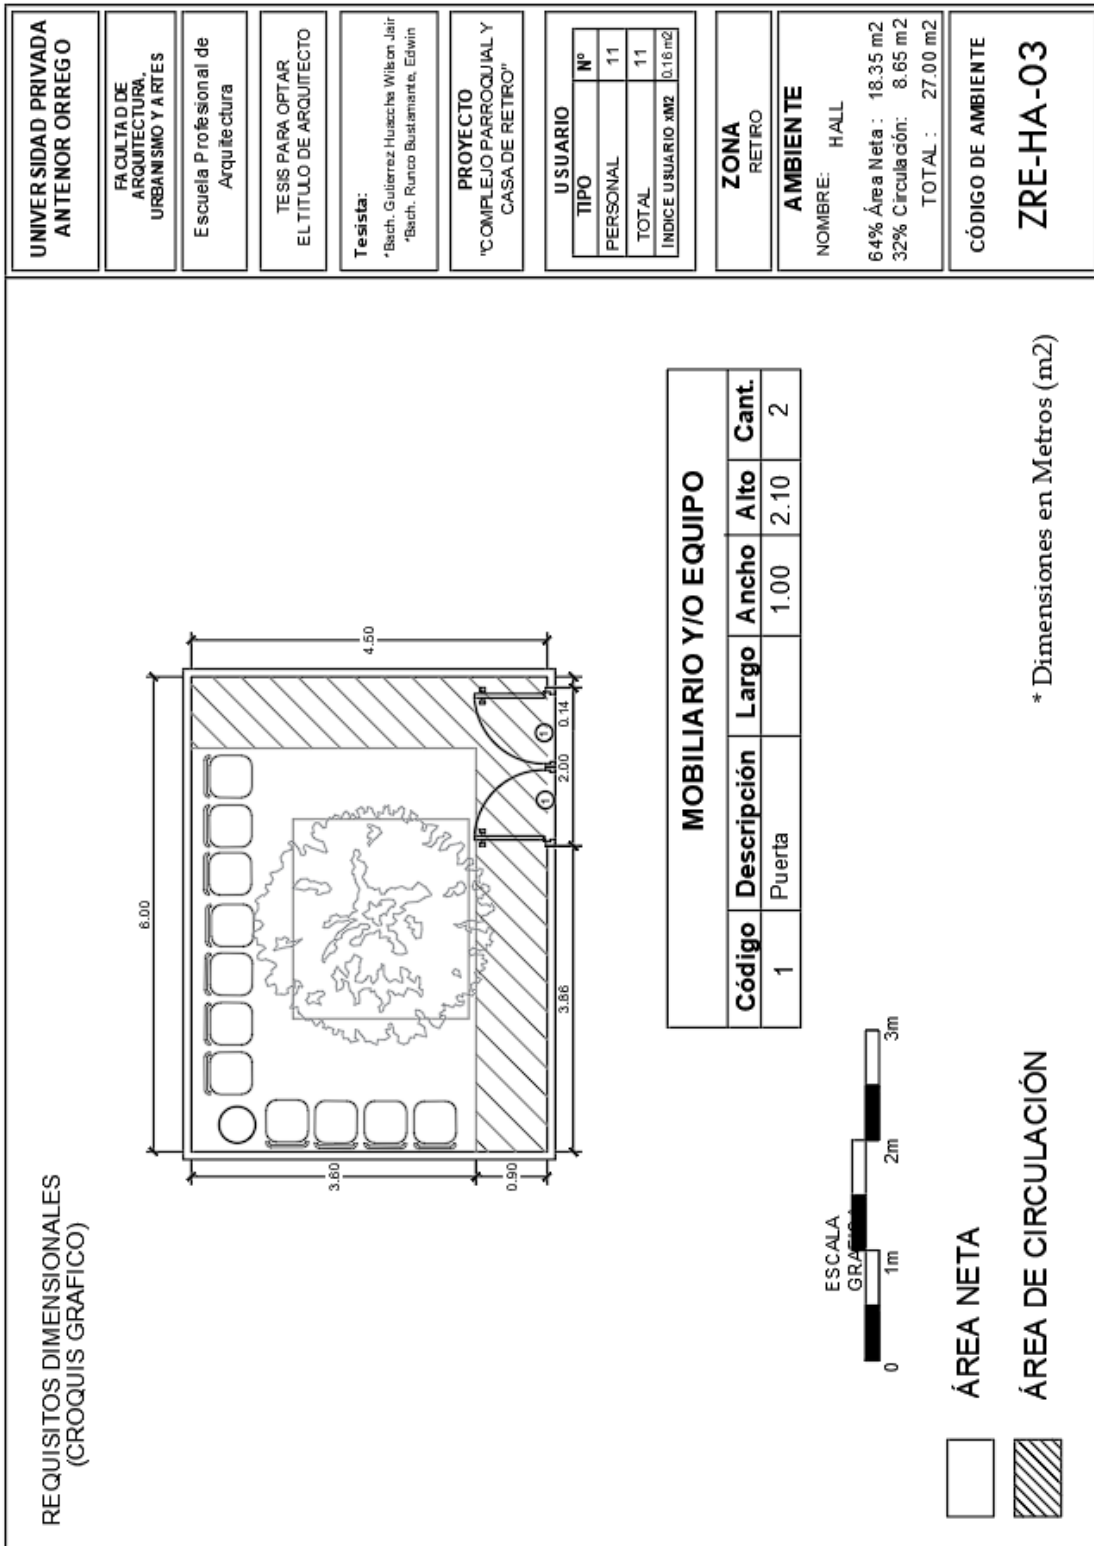 REQUISITOS DIMENSIONALES
(CROQUIS GRAFICO)
6.00
4.50
3.60
0.90
3.86
2.00
0.14
1
1
MOBILIARIO Y/O EQUIPO
Código Descripción Largo Ancho Alto Cant.
1 Puerta 1.00 2.10 2
ESCALA
GRAFICA
0 1m 2m 3m
ÁREA NETA
ÁREA DE CIRCULACIÓN
* Dimensiones en Metros (m2)
UNIVERSIDAD PRIVADA
ANTENOR ORREGO
FACULTAD DE
ARQUITECTURA,
URBANISMO Y ARTES
Escuela Profesional de
Arquitectura
TESIS PARA OPTAR
EL TITULO DE ARQUITECTO
Tesista:
*Bach. Gutierrez Huaccha Wilson Jair
*Bach. Runco Bustamante, Edwin
PROYECTO
"COMPLEJO PARROQUIAL Y
CASA DE RETIRO"
USUARIO
TIPO Nº
PERSONAL 11
TOTAL 11
INDICE USUARIO xM2 0.16 m2
ZONA
RETIRO
AMBIENTE
NOMBRE: HALL
64% Área Neta : 18.35 m2
32% Circulación: 8.65 m2
TOTAL : 27.00 m2
CÓDIGO DE AMBIENTE
ZRE-HA-03